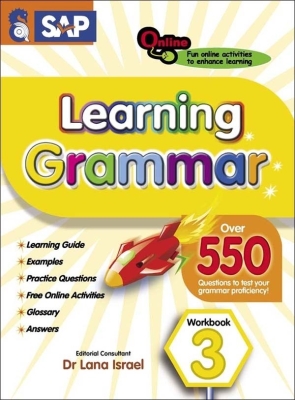 SAP
Online
Fun online activities
to enhance learning
Learning
Grammar
• Learning Guide
• Examples
• Practice Questions
• Free Online Activities
• Glossary
• Answers
Over
550
Questions to test your
grammar proficiency!
Editorial Consultant
Dr Lana Israel
Workbook
3